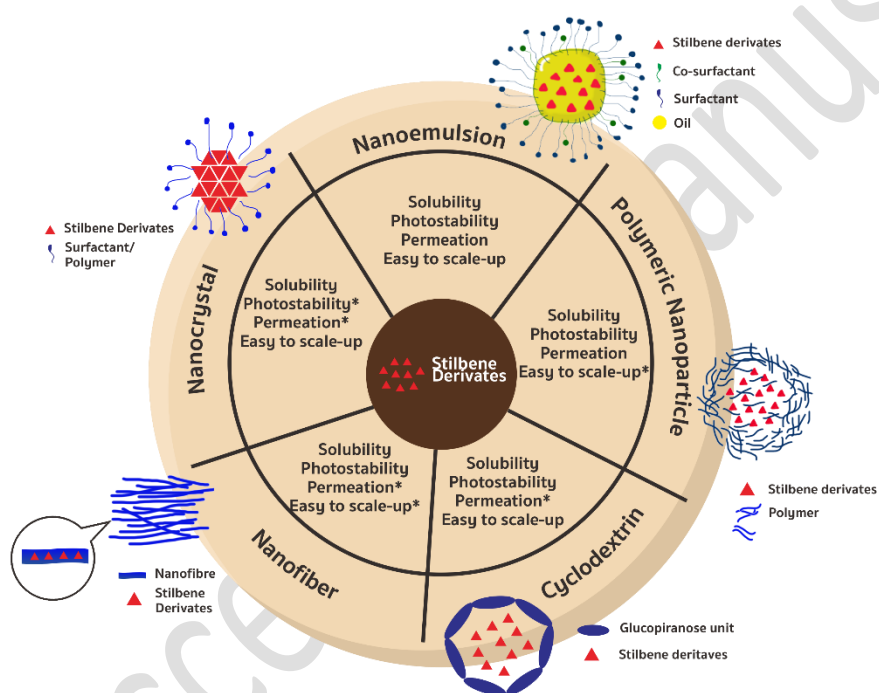 Stilbene derivates
Co-surfactant
Surfactant
Oil
Nanoemulsion
Solubility
Photostability
Permeation
Easy to scale-up
Stilbene Derivates
Surfactant/
Polymer
Nanocrystal
Solubility
Photostability*
Permeation*
Easy to scale-up
Polymeric Nanoparticle
Solubility
Photostability
Permeation
Easy to scale-up*
Stilbene
Derivates
Stilbene derivates
Polymer
Solubility
Photostability
Permeation*
Easy to scale-up*
Nanofiber
Nanofibre
Stilbene
Derivates
Solubility
Photostability
Permeation*
Easy to scale-up
Cyclodextrin
Glucopiranose unit
Stilbene deritaves